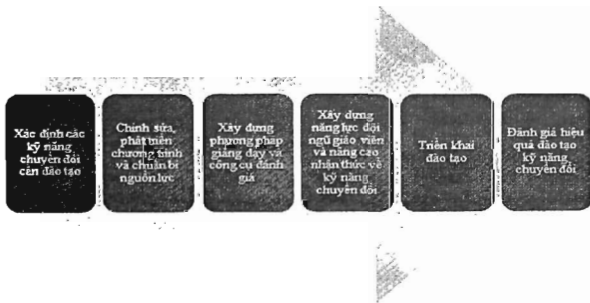 Xác định các
kỹ năng
chuyển đổi
cần đào tạo
Chỉnh sửa,
phát triển
chương trình
và chuẩn bị
nguồn lực
Xây dựng
phương pháp
giảng dạy và
công cụ đánh
giá
Xây dựng
năng lực đội
ngũ giáo viên
và nâng cao
nhận thức về
kỹ năng
chuyển đổi
Triển khai
đào tạo
Đánh giá hiệu
quả đào tạo
kỹ năng
chuyển đổi